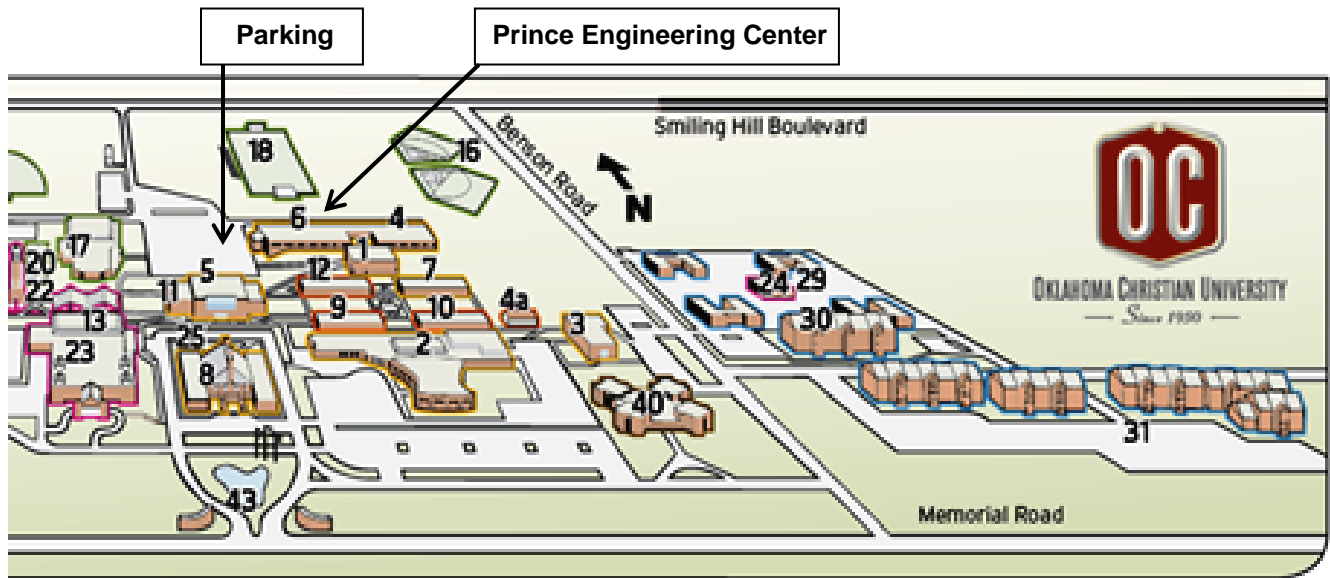 Parking
Prince Engineering Center
Smiling Hill Boulevard
Benson Road
N
18
16
6
4
17
1
20
5
12
7
24
29
22
11
OC
OKLAHOMA CHRISTIAN UNIVERSITY
Since 1950
13
9
10
4a
3
30
25
23
2
8
40
31
43
Memorial Road